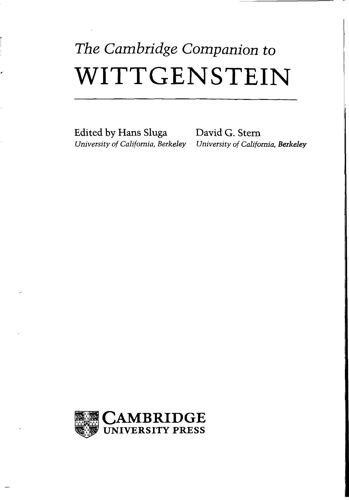 The Cambridge Companion to
WITTGENSTEIN
Edited by Hans Sluga David G. Stern
University of California, Berkeley University of California, Berkeley
CAMBRIDGE
UNIVERSITY PRESS